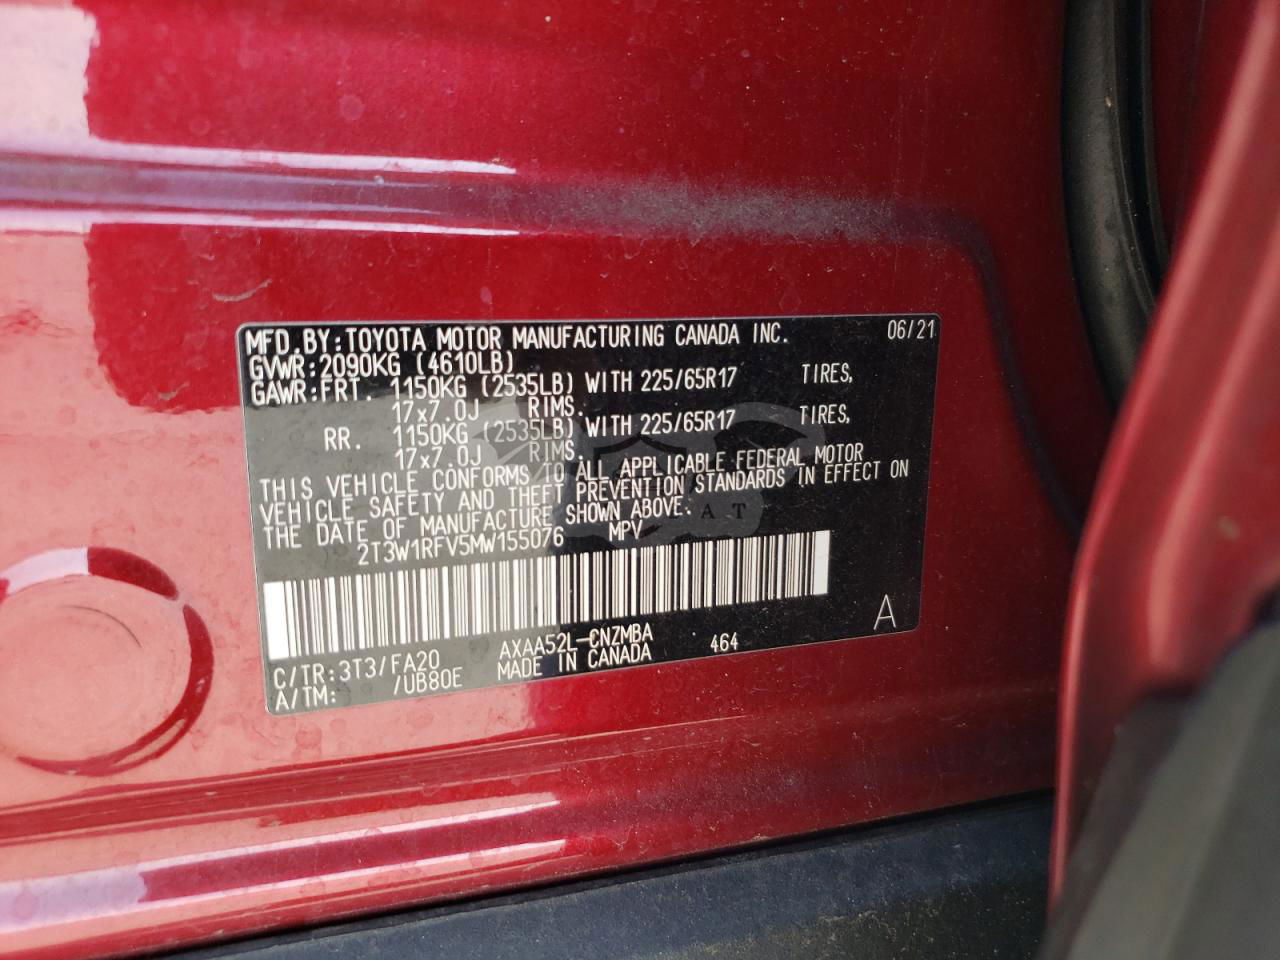 MFD.BY:TOYOTA MOTOR MANUFACTURING CANADA INC. 06/21
GVWR:2090KG (4610LB)
GAWR:FRT. 1150KG (2535LB) WITH 225/65R17 TIRES,
17x7.0J RIMS.
RR. 1150KG (2535LB) WITH 225/65R17 TIRES,
17x7.0J RIMS.
THIS VEHICLE CONFORMS TO ALL APPLICABLE FEDERAL MOTOR
VEHICLE SAFETY AND THEFT PREVENTION STANDARDS IN EFFECT ON
THE DATE OF MANUFACTURE SHOWN ABOVE.
2T3W1RFV5MW155076 MPV
C/TR:3T3/FA20 AXAA52L-CNZMBA 464 A
A/TM: /UB80E MADE IN CANADA